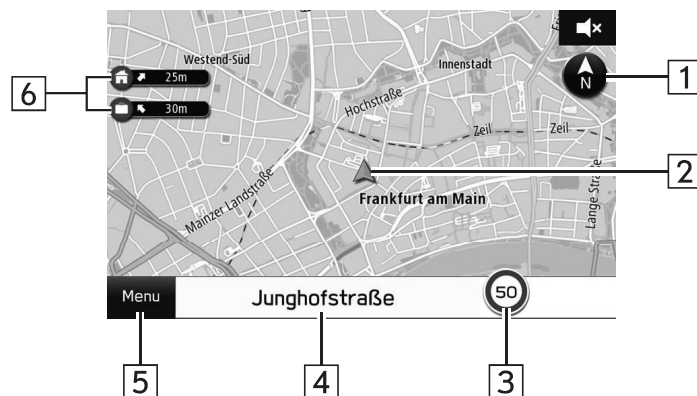 Westend-Süd
Innenstadt
N
1
6
25m
30m
Hochstraße
Zeil
Zeil
2
Frankfurt am Main
Mainzer Landstraße
Lange Straße
Menu
Junghofstraße
50
5
4
3